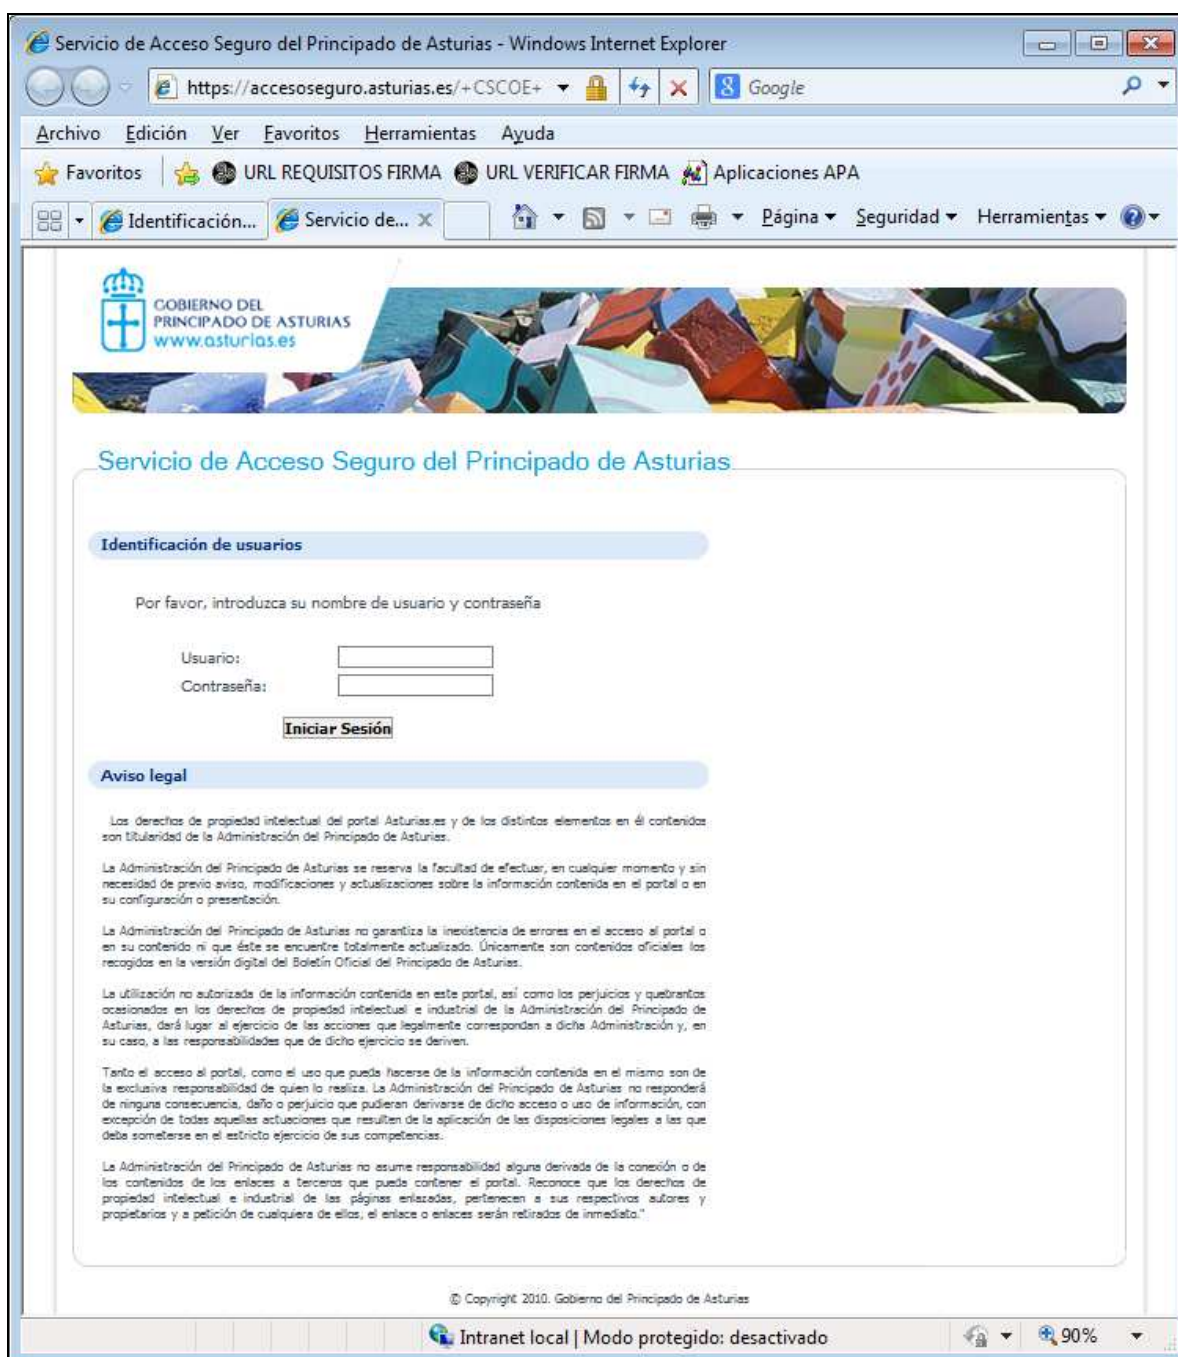 Servicio de Acceso Seguro del Principado de Asturias - Windows Internet Explorer
https://accesoseguro.asturias.es/+CSCOE+
Google
Archivo Edición Ver Favoritos Herramientas Ayuda
Favoritos URL REQUISITOS FIRMA URL VERIFICAR FIRMA Aplicaciones APA
Identificación... Servicio de... Página Seguridad Herramientas
GOBIERNO DEL
PRINCIPADO DE ASTURIAS
www.asturias.es
Servicio de Acceso Seguro del Principado de Asturias
Identificación de usuarios
Por favor, introduzca su nombre de usuario y contraseña
Usuario:
Contraseña:
Iniciar Sesión
Aviso legal
Los derechos de propiedad intelectual del portal Asturias.es y de los distintos elementos en él contenidos
son titularidad de la Administración del Principado de Asturias.
La Administración del Principado de Asturias se reserva la facultad de efectuar, en cualquier momento y sin
necesidad de previo aviso, modificaciones y actualizaciones sobre la información contenida en el portal o en
su configuración o presentación.
La Administración del Principado de Asturias no garantiza la inexistencia de errores en el acceso al portal o
en su contenido ni que éste se encuentre totalmente actualizado. Únicamente son contenidos oficiales los
recogidos en la versión digital del Boletín Oficial del Principado de Asturias.
La utilización no autorizada de la información contenida en este portal, así como los perjuicios y quebrantos
ocasionados en los derechos de propiedad intelectual e industrial de la Administración del Principado de
Asturias, dará lugar al ejercicio de las acciones que legalmente correspondan a dicha Administración y, en
su caso, a las responsabilidades que de dicho ejercicio se deriven.
Tanto el acceso al portal, como el uso que pueda hacerse de la información contenida en el mismo son de
la exclusiva responsabilidad de quien lo realiza. La Administración del Principado de Asturias no responderá
de ninguna consecuencia, daño o perjuicio que pudieran derivarse de dicho acceso o uso de información, con
excepción de todas aquellas actuaciones que resulten de la aplicación de las disposiciones legales a las que
deba someterse en el estricto ejercicio de sus competencias.
La Administración del Principado de Asturias no asume responsabilidad alguna derivada de la conexión o de
los contenidos de los enlaces a terceros que pueda contener el portal. Reconoce que los derechos de
propiedad intelectual e industrial de las páginas enlazadas, pertenecen a sus respectivos autores y
propietarios y a petición de cualquiera de ellos, el enlace o enlaces serán retirados de inmediato."
© Copyright 2010. Gobierno del Principado de Asturias
Intranet local | Modo protegido: desactivado 90%